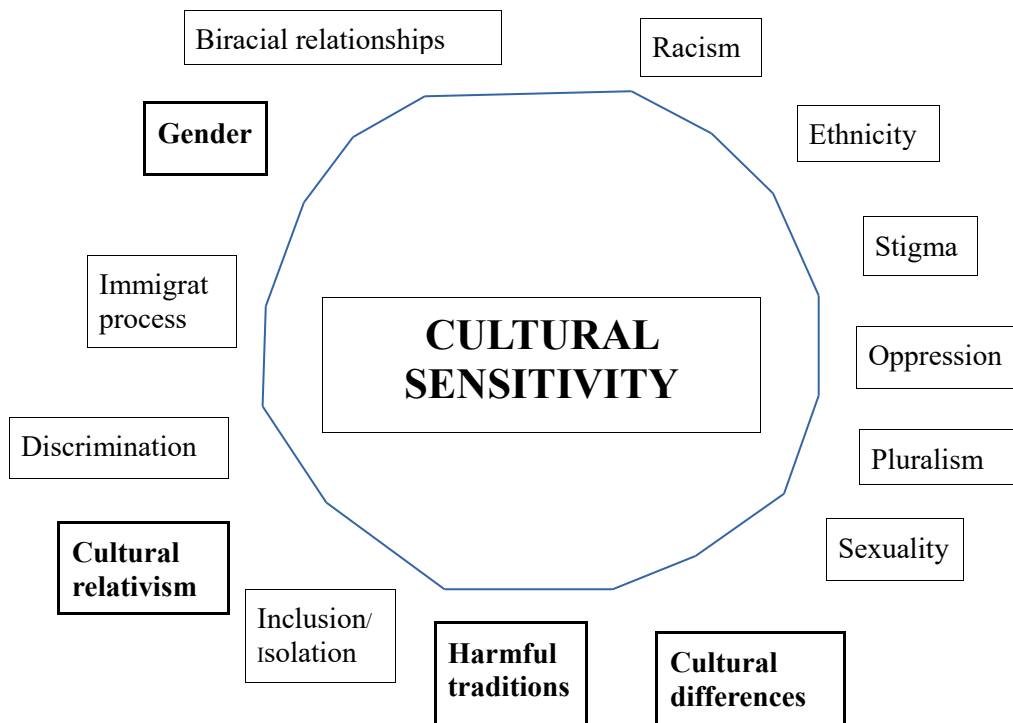 Biracial relationships
Racism
Gender
Ethnicity
Stigma
Immigrat
process
CULTURAL
SENSITIVITY
Oppression
Discrimination
Pluralism
Sexuality
Cultural
relativism
Inclusion/
Isolation
Harmful
traditions
Cultural
differences